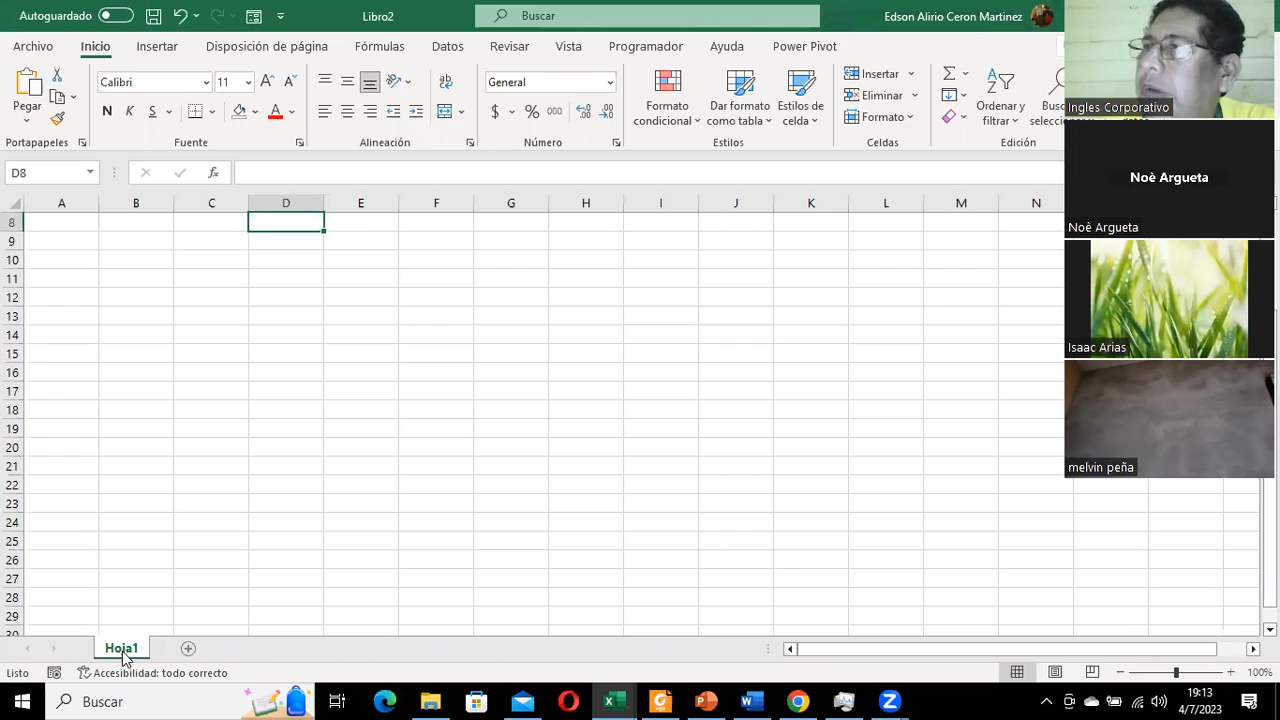 Autoguardado
Libro2
Buscar
Edson Alirio Ceron Martinez
Archivo Inicio Insertar Disposición de página Fórmulas Datos Revisar Vista Programador Ayuda Power Pivot
Pegar
Calibri 11
N K S
General
$ % 000
Formato condicional
Dar formato como tabla
Estilos de celda
Insertar
Eliminar
Formato
Ordenar y filtrar
Portapapeles Fuente Alineación Número Estilos Celdas Edición
D8
fx
A B C D E F G H I J K L M N
8
9
10
11
12
13
14
15
16
17
18
19
20
21
22
23
24
25
26
27
28
29
30
Ingles Corporativo
Noè Argueta
Noè Argueta
Isaac Arias
melvin peña
Hoja1
Listo
Accesibilidad: todo correcto
100%
Buscar
19:13
4/7/2023